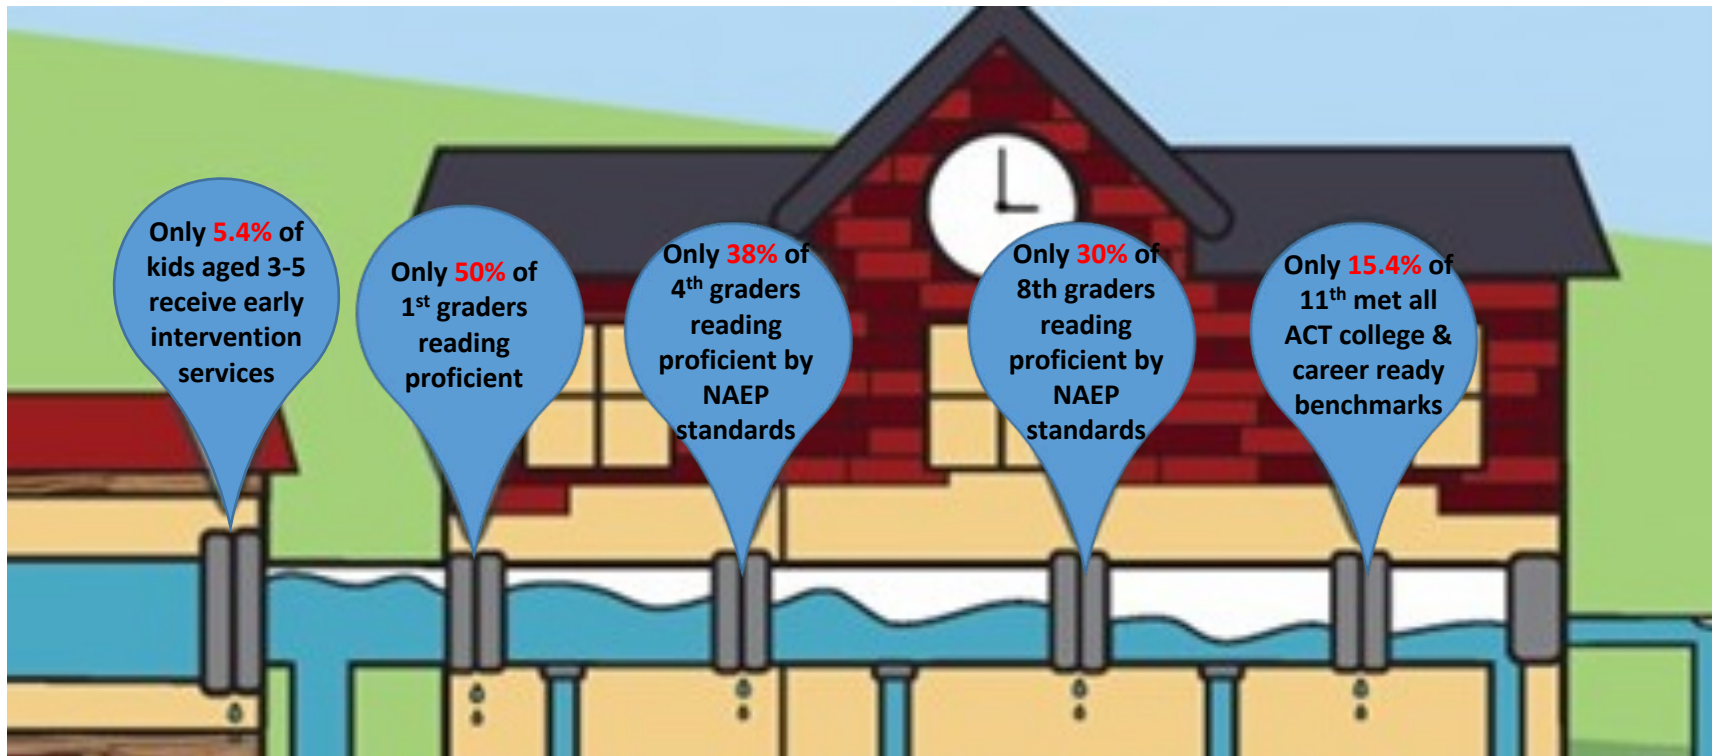 Only 5.4% of
kids aged 3-5
receive early
intervention
services
Only 50% of
1st graders
reading
proficient
Only 38% of
4th graders
reading
proficient by
NAEP
standards
Only 30% of
8th graders
reading
proficient by
NAEP
standards
Only 15.4% of
11th met all
ACT college &
career ready
benchmarks